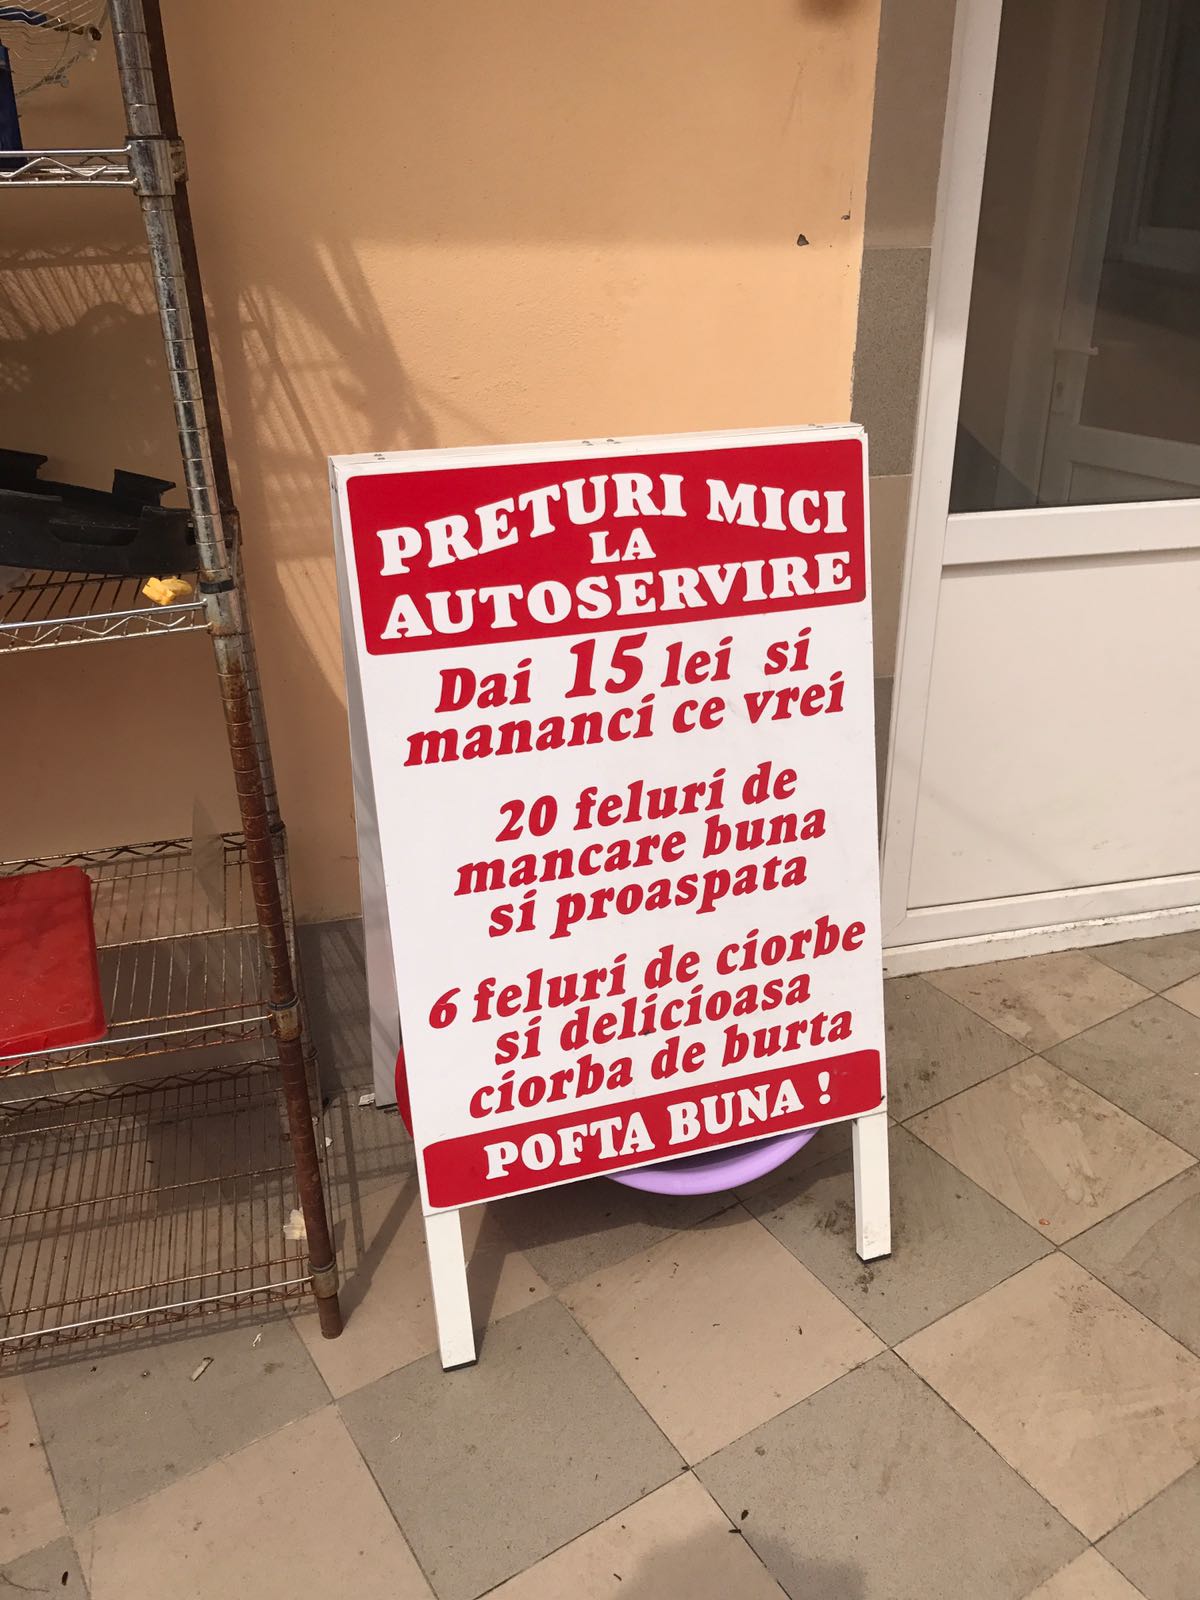 PRETURI MICI
LA
AUTOSERVIRE
Dai 15 lei si
mananci ce vrei
20 feluri de
mancare buna
si proaspata
6 feluri de ciorbe
si delicioasa
ciorba de burta
POFTA BUNA !